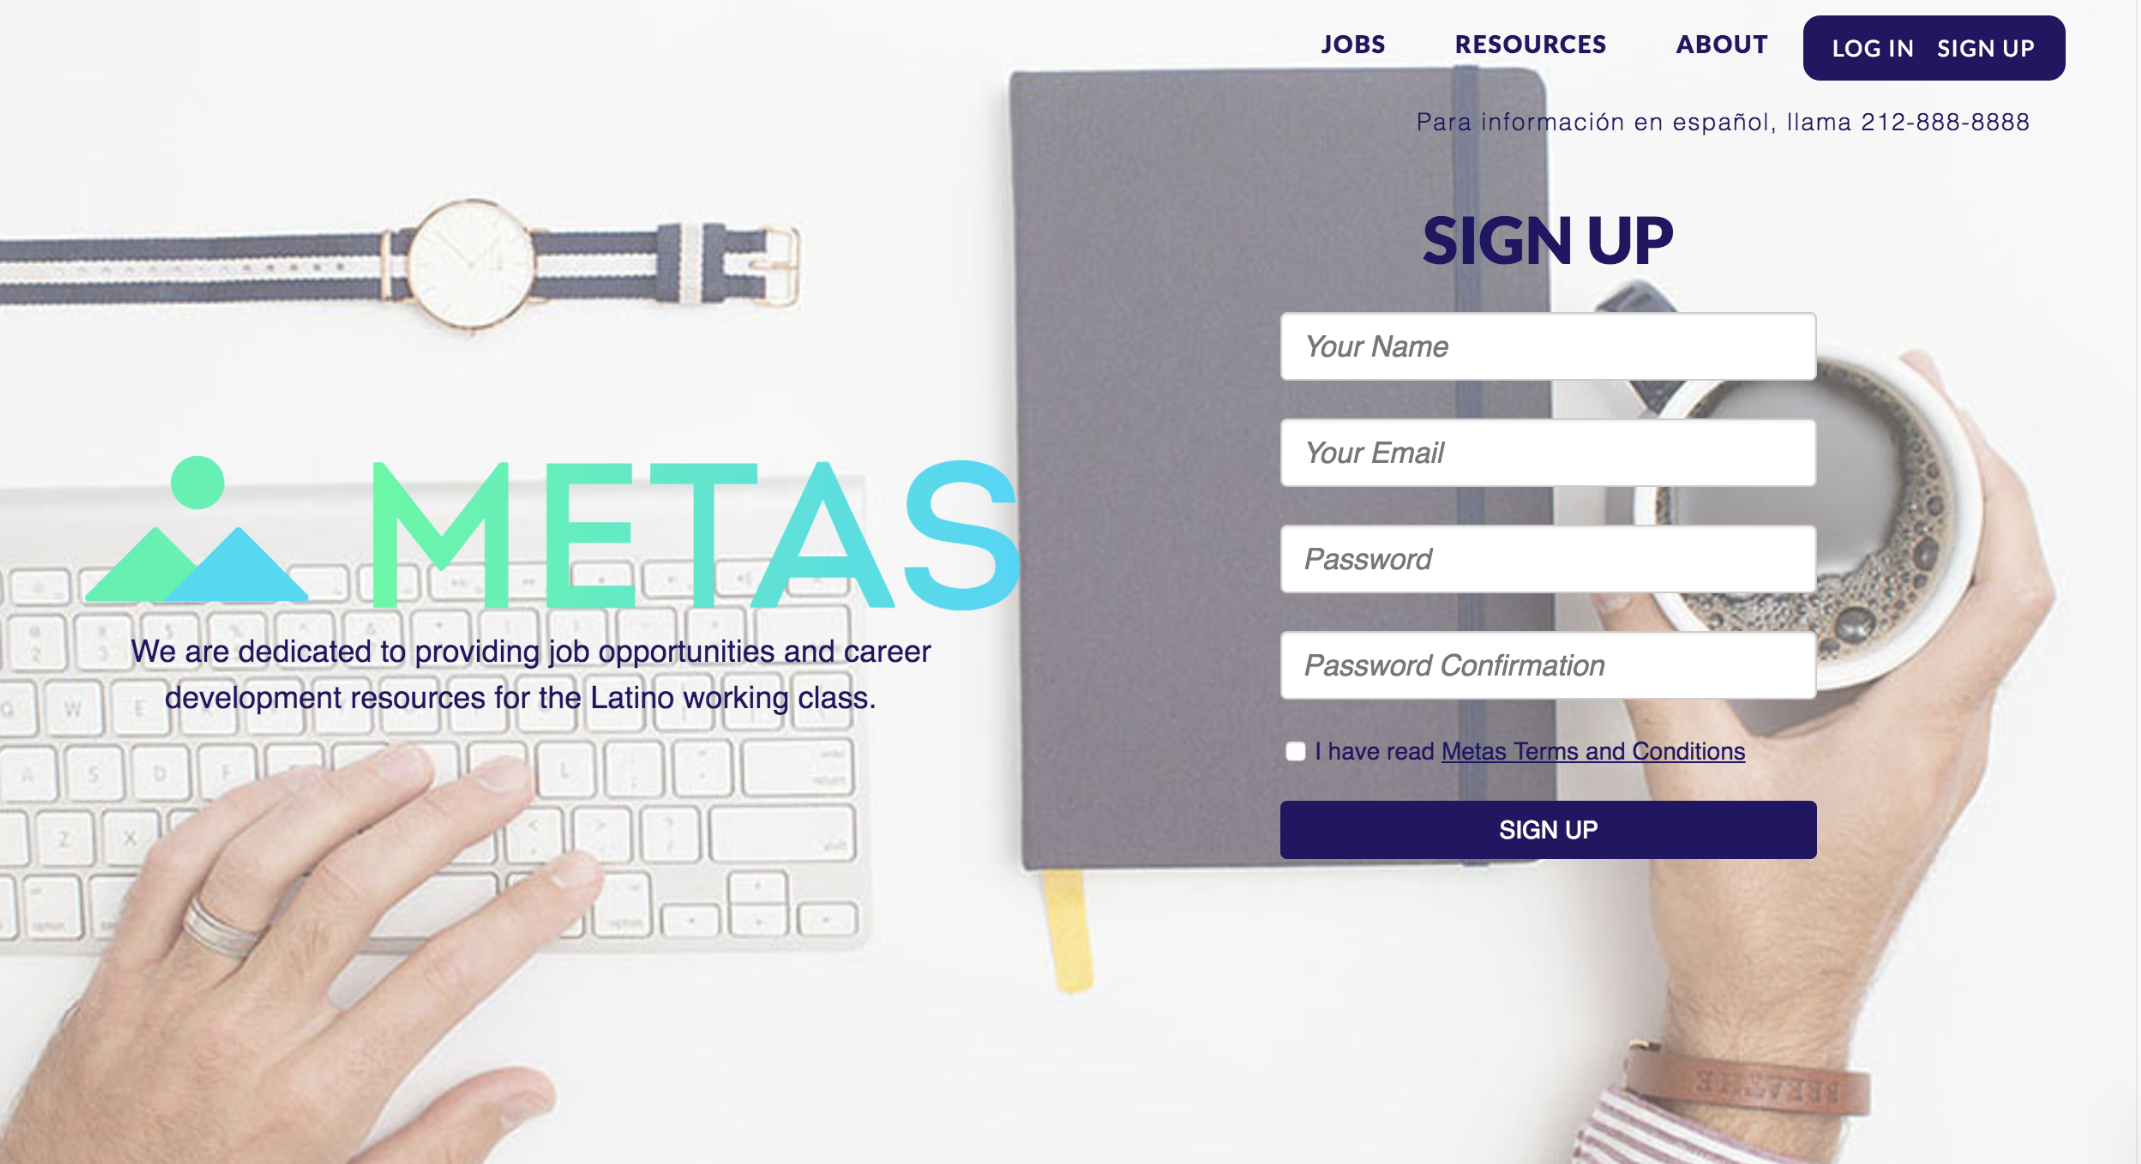 JOBS RESOURCES ABOUT LOG IN SIGN UP
Para información en español, llama 212-888-8888
SIGN UP
Your Name
Your Email
Password
Password Confirmation
I have read Metas Terms and Conditions
SIGN UP
METAS
We are dedicated to providing job opportunities and career
development resources for the Latino working class.
BREATHE